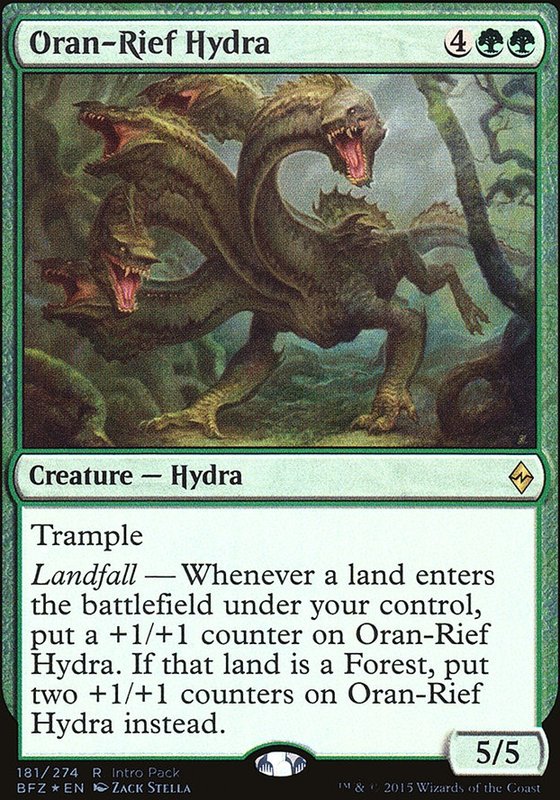 Oran-Rief Hydra 4
Creature — Hydra
Trample
Landfall — Whenever a land enters
the battlefield under your control,
put a +1/+1 counter on Oran-Rief
Hydra. If that land is a Forest, put
two +1/+1 counters on Oran-Rief
Hydra instead.
5/5
181/274 R Intro Pack
BFZ ★ EN Zack Stella
™ & © 2015 Wizards of the Coast